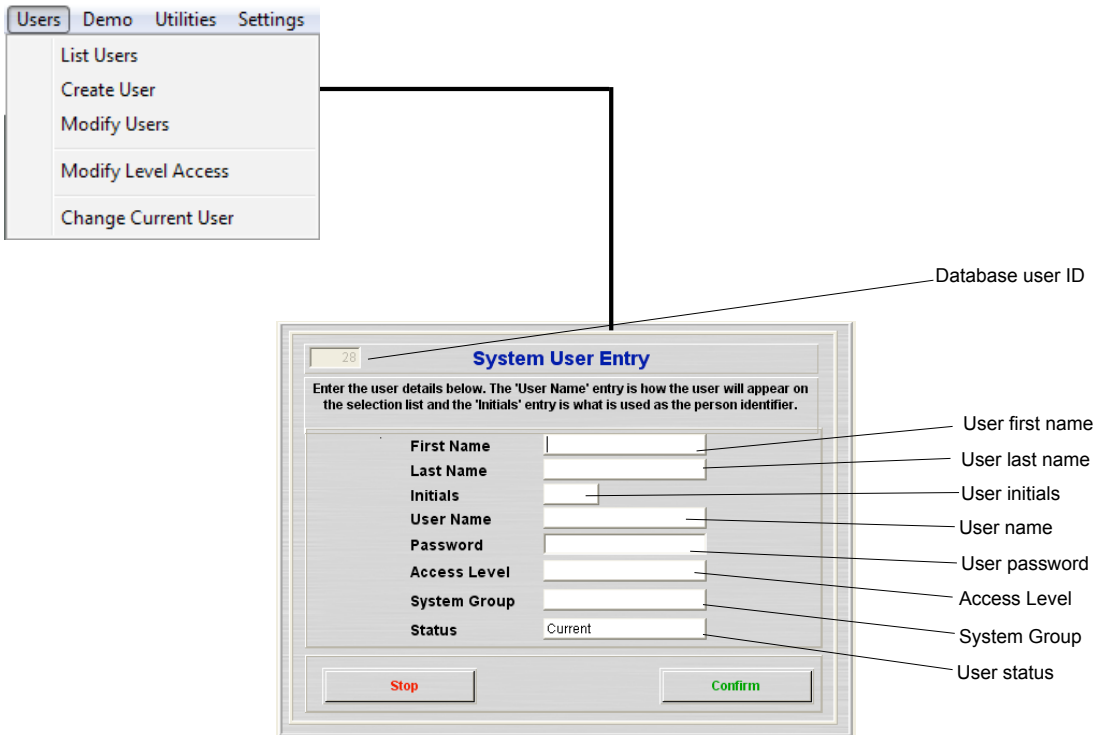 Users Demo Utilities Settings
List Users
Create User
Modify Users
Modify Level Access
Change Current User
Database user ID
28
System User Entry
Enter the user details below. The 'User Name' entry is how the user will appear on
the selection list and the 'Initials' entry is what is used as the person identifier.
First Name
User first name
Last Name
User last name
Initials
User initials
User Name
User name
Password
User password
Access Level
Access Level
System Group
System Group
Status Current
User status
Stop Confirm